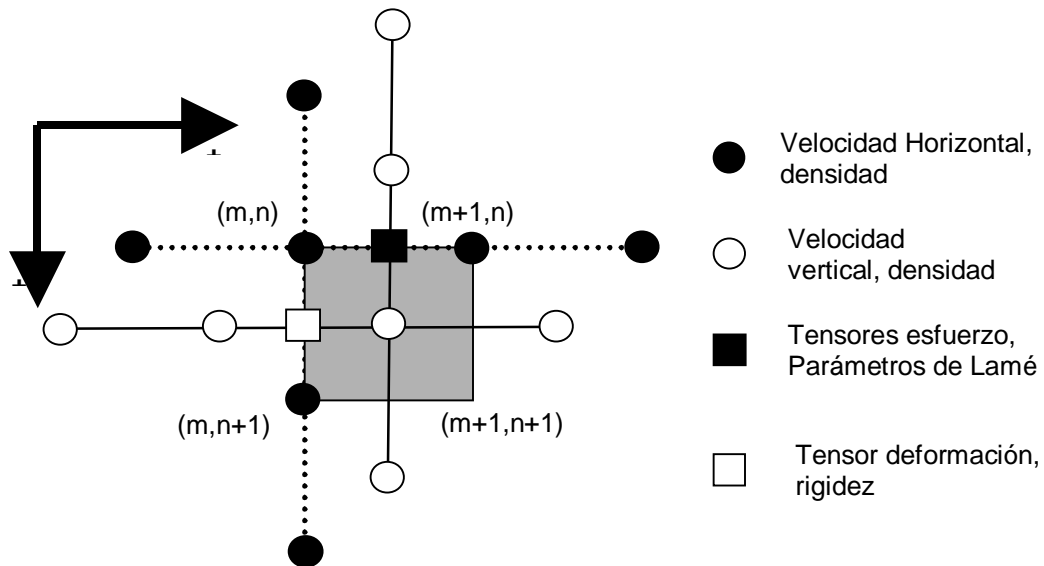 (m,n)
(m+1,n)
(m,n+1)
(m+1,n+1)
Velocidad Horizontal,
densidad
Velocidad
vertical, densidad
Tensores esfuerzo,
Parámetros de Lamé
Tensor deformación,
rigidez